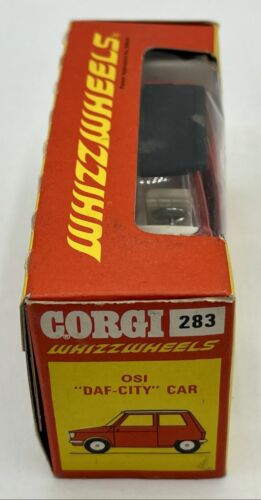 WHIZZWHEELS
CORGI 283
WHIZZWHEELS
OSI
"DAF-CITY" CAR